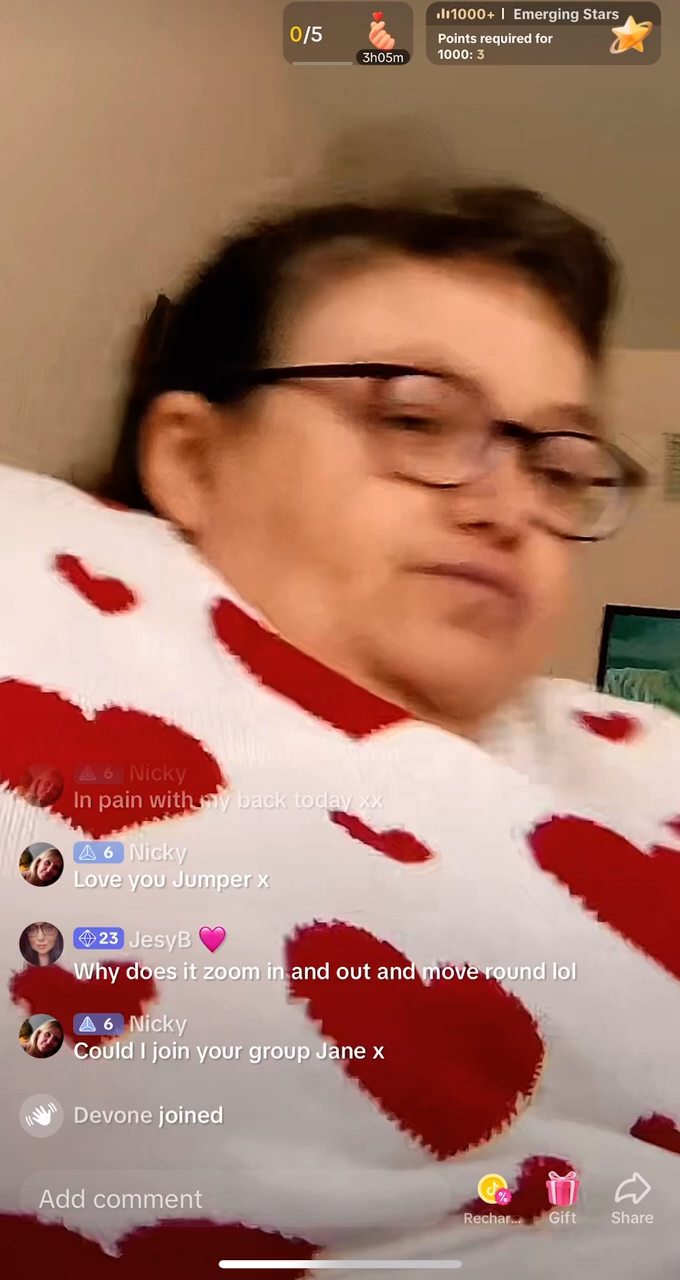 0/5
3h05m
1000+ | Emerging Stars
Points required for
1000: 3
6 Nicky
In pain with my back today xx
6 Nicky
Love you Jumper x
23 JesyB 🩷
Why does it zoom in and out and move round lol
6 Nicky
Could I join your group Jane x
Devone joined
Add comment
Rechar...
Gift
Share